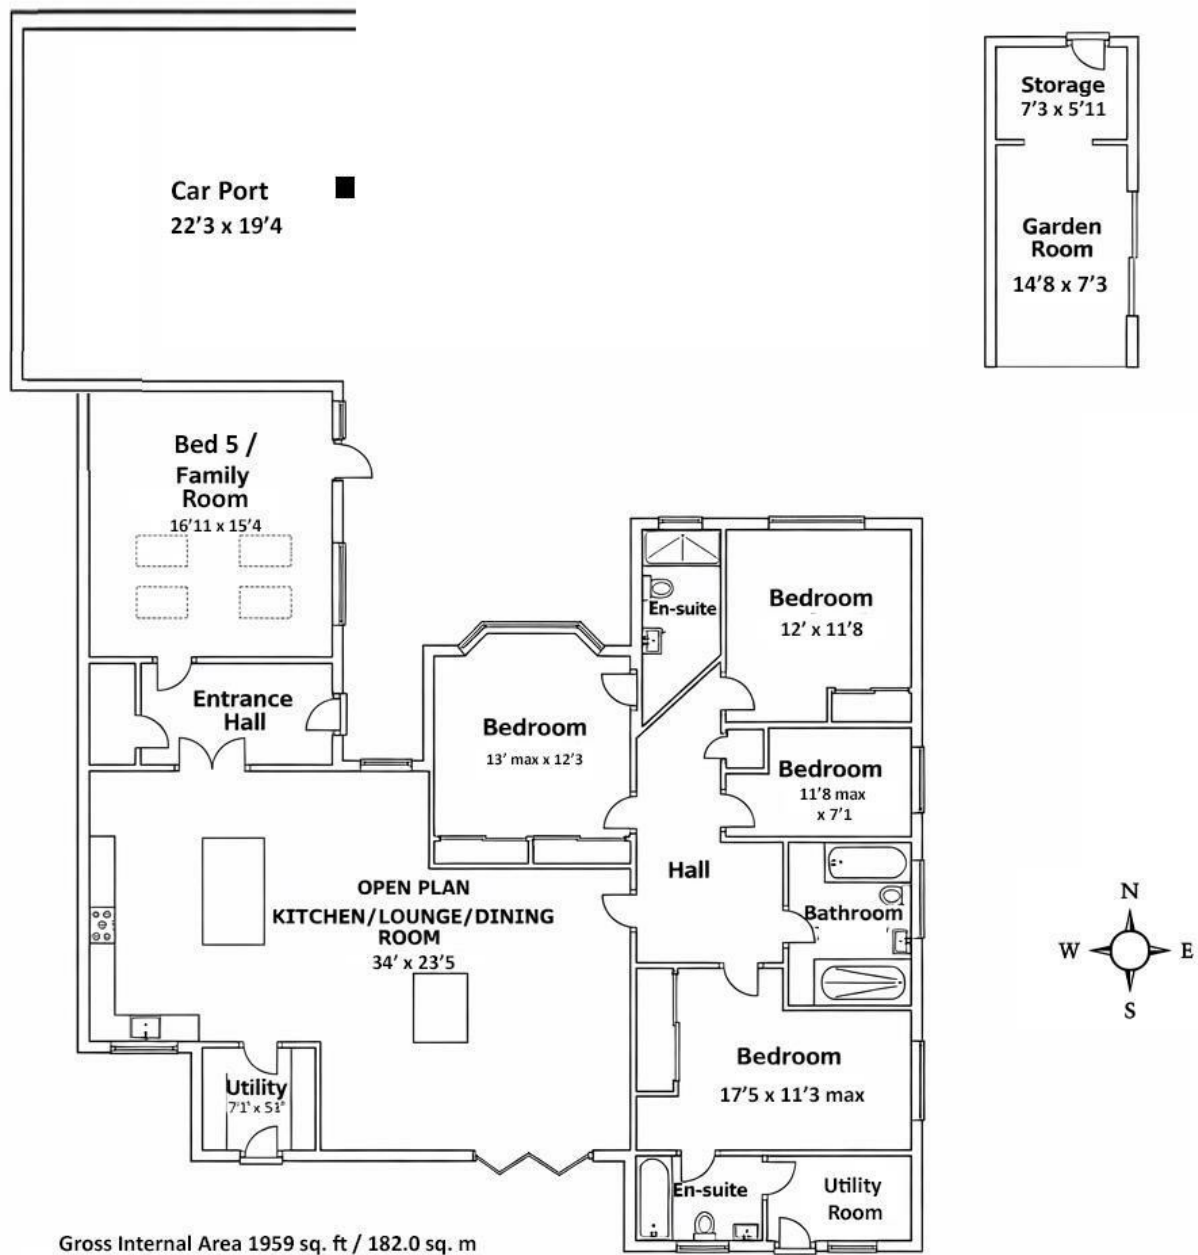 Car Port
22'3 x 19'4
Storage
7'3 x 5'11
Garden
Room
14'8 x 7'3
Bed 5 /
Family
Room
16'11 x 15'4
Entrance
Hall
Bedroom
13' max x 12'3
En-suite
Bedroom
12' x 11'8
Bedroom
11'8 max
x 7'1
Hall
Bathroom
OPEN PLAN
KITCHEN/LOUNGE/DINING
ROOM
34' x 23'5
N
W E
S
Utility
Bedroom
17'5 x 11'3 max
En-suite
Utility
Room
Gross Internal Area 1959 sq. ft / 182.0 sq. m